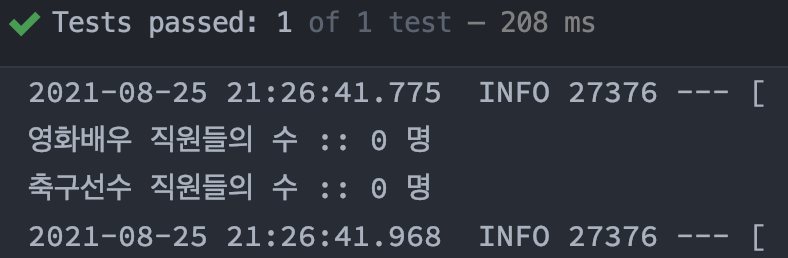 Tests passed: 1 of 1 test – 208 ms
2021-08-25 21:26:41.775  INFO 27376 --- [
영화배우 직원들의 수 :: 0 명
축구선수 직원들의 수 :: 0 명
2021-08-25 21:26:41.968  INFO 27376 --- [